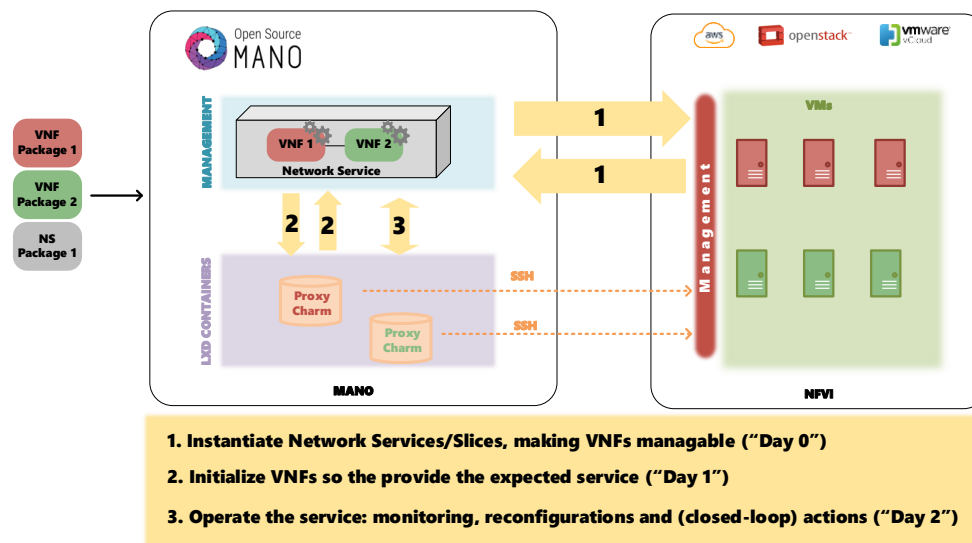 VNF
Package 1
VNF
Package 2
NS
Package 1
Open Source
MANO
MANAGEMENT
VNF 1
VNF 2
Network Service
2
2
3
LXD CONTAINERS
Proxy
Charm
Proxy
Charm
MANO
1
1
SSH
SSH
aws
openstack
vmware
vCloud
Management
VMs
NFVI
1. Instantiate Network Services/Slices, making VNFs managable (“Day 0”)
2. Initialize VNFs so the provide the expected service (“Day 1”)
3. Operate the service: monitoring, reconfigurations and (closed-loop) actions (“Day 2”)